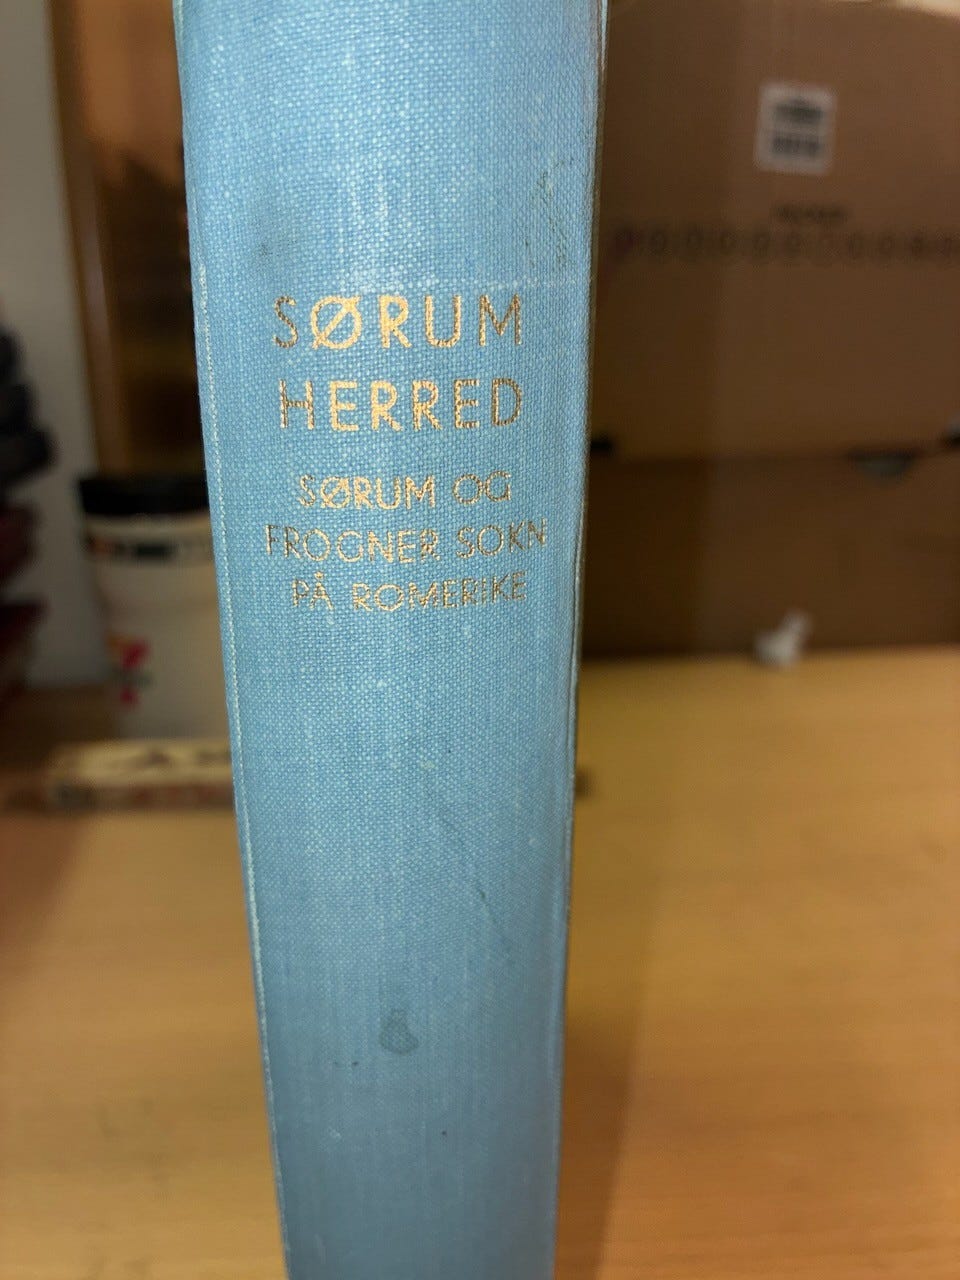 SØRUM
HERRED
SØRUM OG
FROGNER SOKN
PÅ ROMERIKE